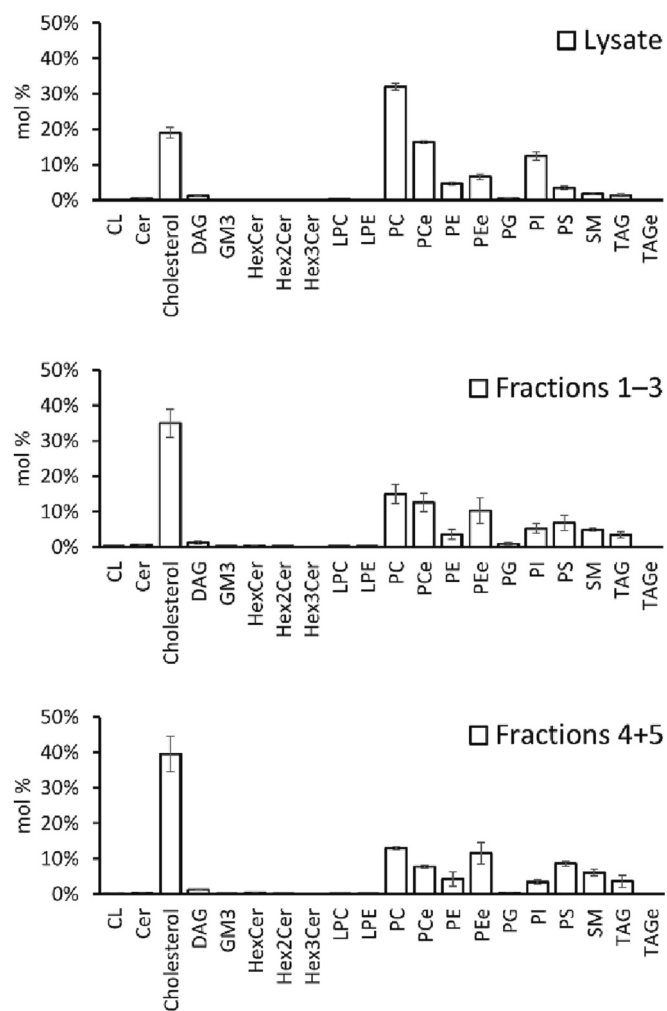 50%
Lysate
40%
30%
20%
10%
0%
mol %
CL
Cer
Cholesterol
DAG
GM3
HexCer
Hex2Cer
Hex3Cer
LPC
LPE
PC
PCe
PE
PEe
PG
PI
PS
SM
TAG
TAGe
50%
Fractions 1–3
40%
30%
20%
10%
0%
mol %
CL
Cer
Cholesterol
DAG
GM3
HexCer
Hex2Cer
Hex3Cer
LPC
LPE
PC
PCe
PE
PEe
PG
PI
PS
SM
TAG
TAGe
50%
Fractions 4+5
40%
30%
20%
10%
0%
mol %
CL
Cer
Cholesterol
DAG
GM3
HexCer
Hex2Cer
Hex3Cer
LPC
LPE
PC
PCe
PE
PEe
PG
PI
PS
SM
TAG
TAGe